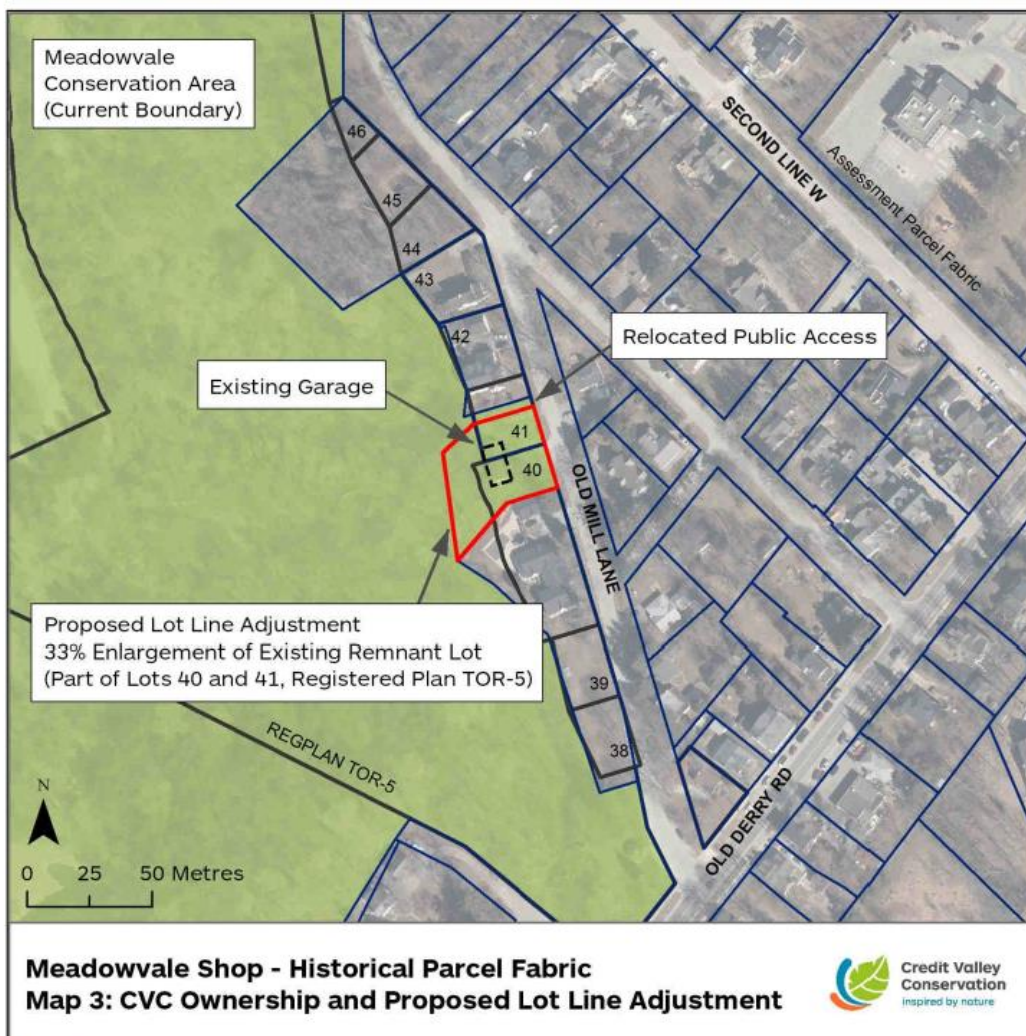 Meadowvale
Conservation Area
(Current Boundary)
SECOND LINE W
Assessment Parcel Fabric
46
45
44
43
42
Relocated Public Access
Existing Garage
41
40
OLD MILL LANE
Proposed Lot Line Adjustment
33% Enlargement of Existing Remnant Lot
(Part of Lots 40 and 41, Registered Plan TOR-5)
39
38
REGPLAN TOR-5
OLD DERRY RD
N
0 25 50 Metres
Meadowvale Shop - Historical Parcel Fabric
Map 3: CVC Ownership and Proposed Lot Line Adjustment
Credit Valley
Conservation
inspired by nature